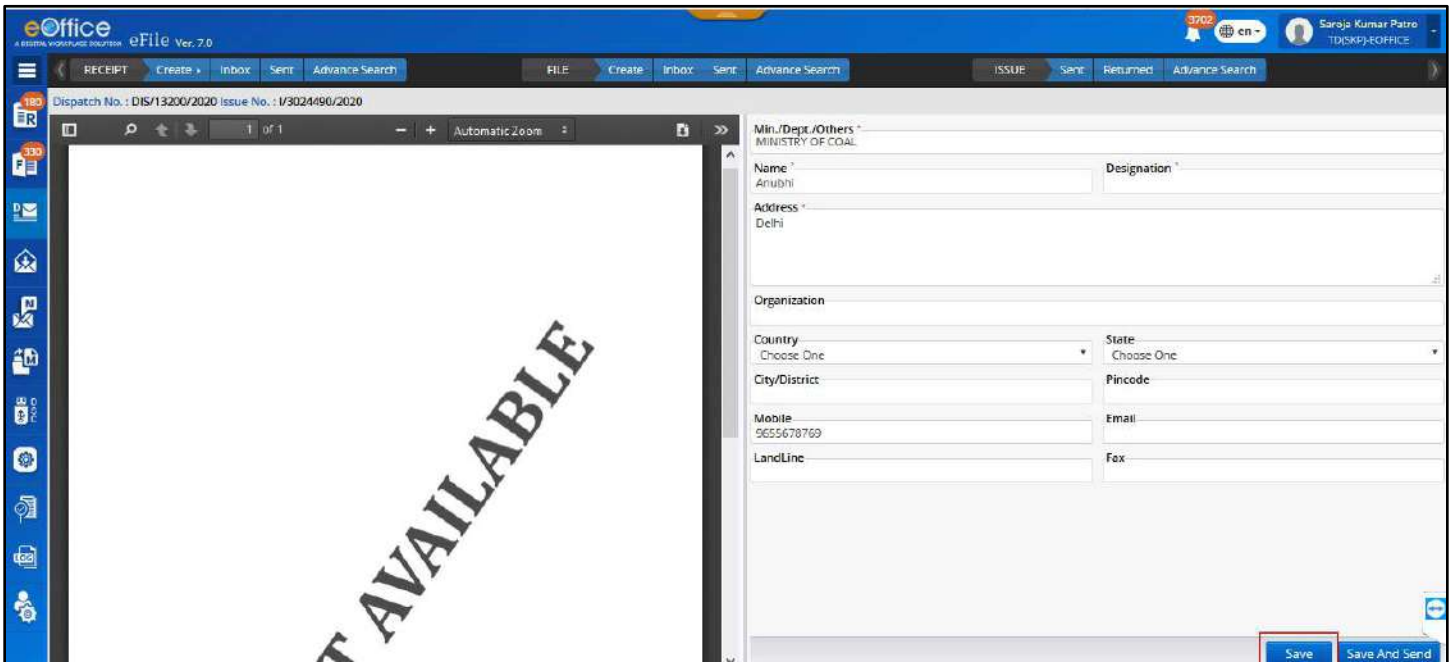 eOffice
A DIGITAL WORKPLACE SOLUTION eFile Ver. 7.0
3702
en
Saroja Kumar Patro
TD(SKP)-EOFFICE
RECEIPT Create Inbox Sent Advance Search FILE Create Inbox Sent Advance Search ISSUE Sent Returned Advance Search
Dispatch No. : DIS/13200/2020 Issue No. : I/3024490/2020
180
R
330
F
D
N
M
DSC
LOG
1 of 1 Automatic Zoom
T AVAILABLE
Min./Dept./Others *
MINISTRY OF COAL
Name * Designation *
Anubhi
Address *
Delhi
Organization
Country State
Choose One Choose One
City/District Pincode
Mobile Email
9655678769
LandLine Fax
Save Save And Send